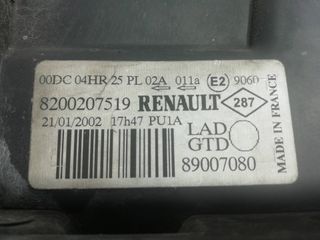 00DC 04HR 25 PL 02A 011a E2 9060
8200207519 RENAULT 287
21/01/2002 17h47 PU1A
LAD
GTD
89007080
MADE IN FRANCE